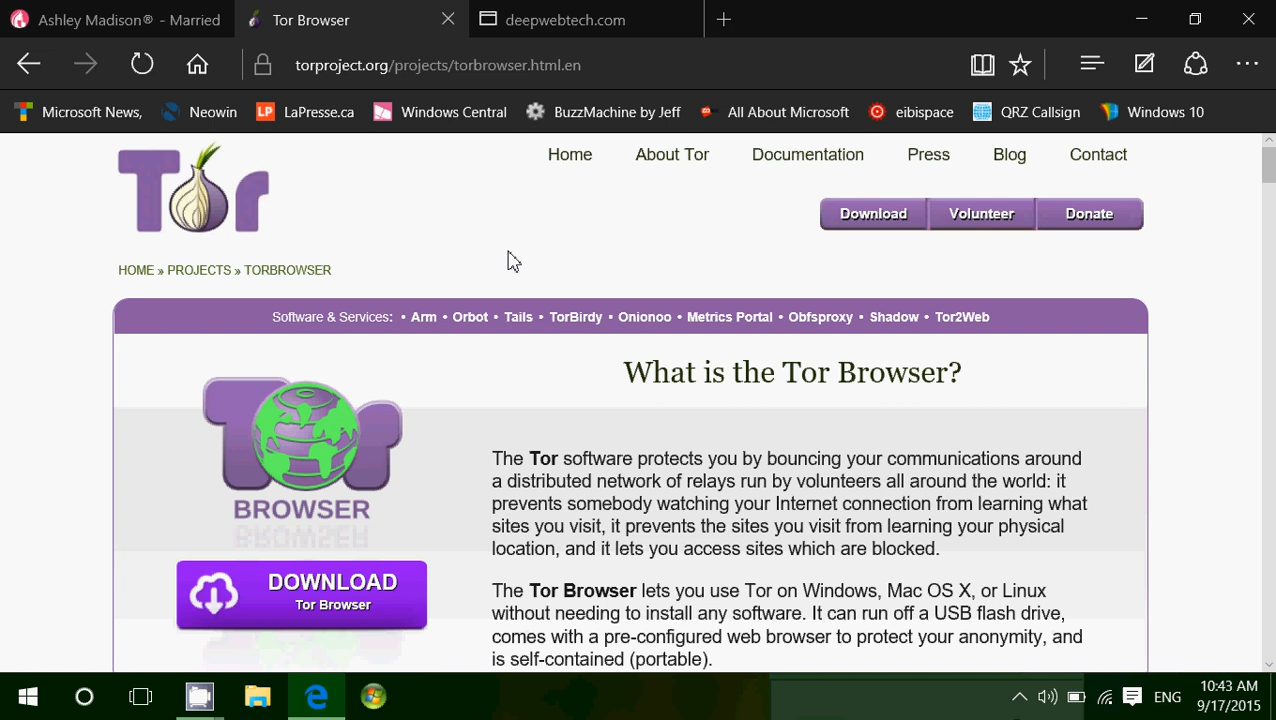 Ashley Madison® - Married
Tor Browser
deepwebtech.com
torproject.org/projects/torbrowser.html.en
Microsoft News,
Neowin
LP
LaPresse.ca
Windows Central
BuzzMachine by Jeff
All About Microsoft
eibispace
QRZ Callsign
Windows 10
Tor
Home
About Tor
Documentation
Press
Blog
Contact
Download
Volunteer
Donate
HOME » PROJECTS » TORBROWSER
Software & Services: • Arm • Orbot • Tails • TorBirdy • Onionoo • Metrics Portal • Obfsproxy • Shadow • Tor2Web
Tor
BROWSER
DOWNLOAD
Tor Browser
What is the Tor Browser?
The Tor software protects you by bouncing your communications around
a distributed network of relays run by volunteers all around the world: it
prevents somebody watching your Internet connection from learning what
sites you visit, it prevents the sites you visit from learning your physical
location, and it lets you access sites which are blocked.
The Tor Browser lets you use Tor on Windows, Mac OS X, or Linux
without needing to install any software. It can run off a USB flash drive,
comes with a pre-configured web browser to protect your anonymity, and
is self-contained (portable).
ENG
10:43 AM
9/17/2015